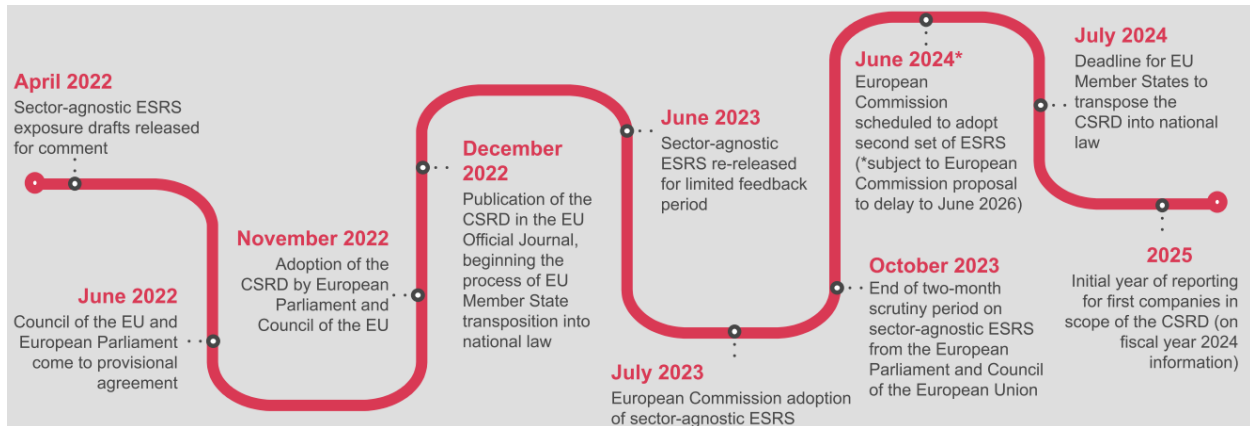 April 2022
Sector-agnostic ESRS
exposure drafts released
for comment
June 2022
Council of the EU and
European Parliament
come to provisional
agreement
November 2022
Adoption of the
CSRD by European
Parliament and
Council of the EU
December
2022
Publication of the
CSRD in the EU
Official Journal,
beginning the
process of EU
Member State
transposition into
national law
June 2023
Sector-agnostic
ESRS re-released
for limited feedback
period
July 2023
European Commission adoption
of sector-agnostic ESRS
October 2023
End of two-month
scrutiny period on
sector-agnostic ESRS
from the European
Parliament and Council
of the European Union
June 2024*
European
Commission
scheduled to adopt
second set of ESRS
(*subject to European
Commission proposal
to delay to June 2026)
July 2024
Deadline for EU
Member States to
transpose the
CSRD into national
law
2025
Initial year of reporting
for first companies in
scope of the CSRD (on
fiscal year 2024
information)